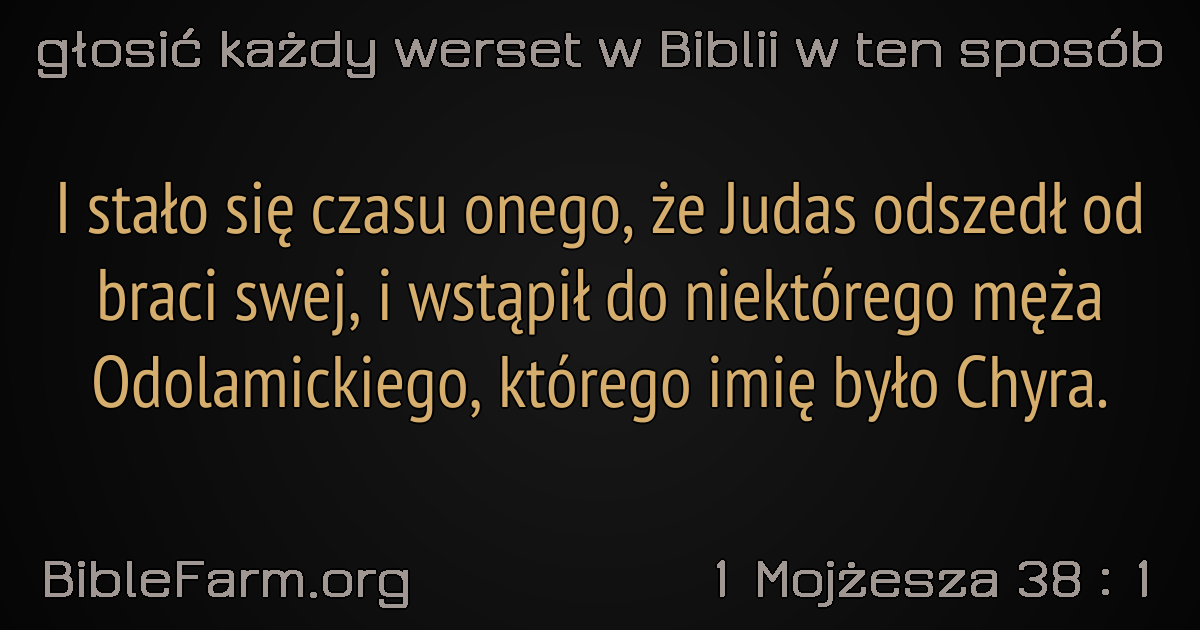 głosić każdy werset w Biblii w ten sposób
I stało się czasu onego, że Judas odszedł od
braci swej, i wstąpił do niektórego męża
Odolamickiego, którego imię było Chyra.
BibleFarm.org
1 Mojżesza 38 : 1